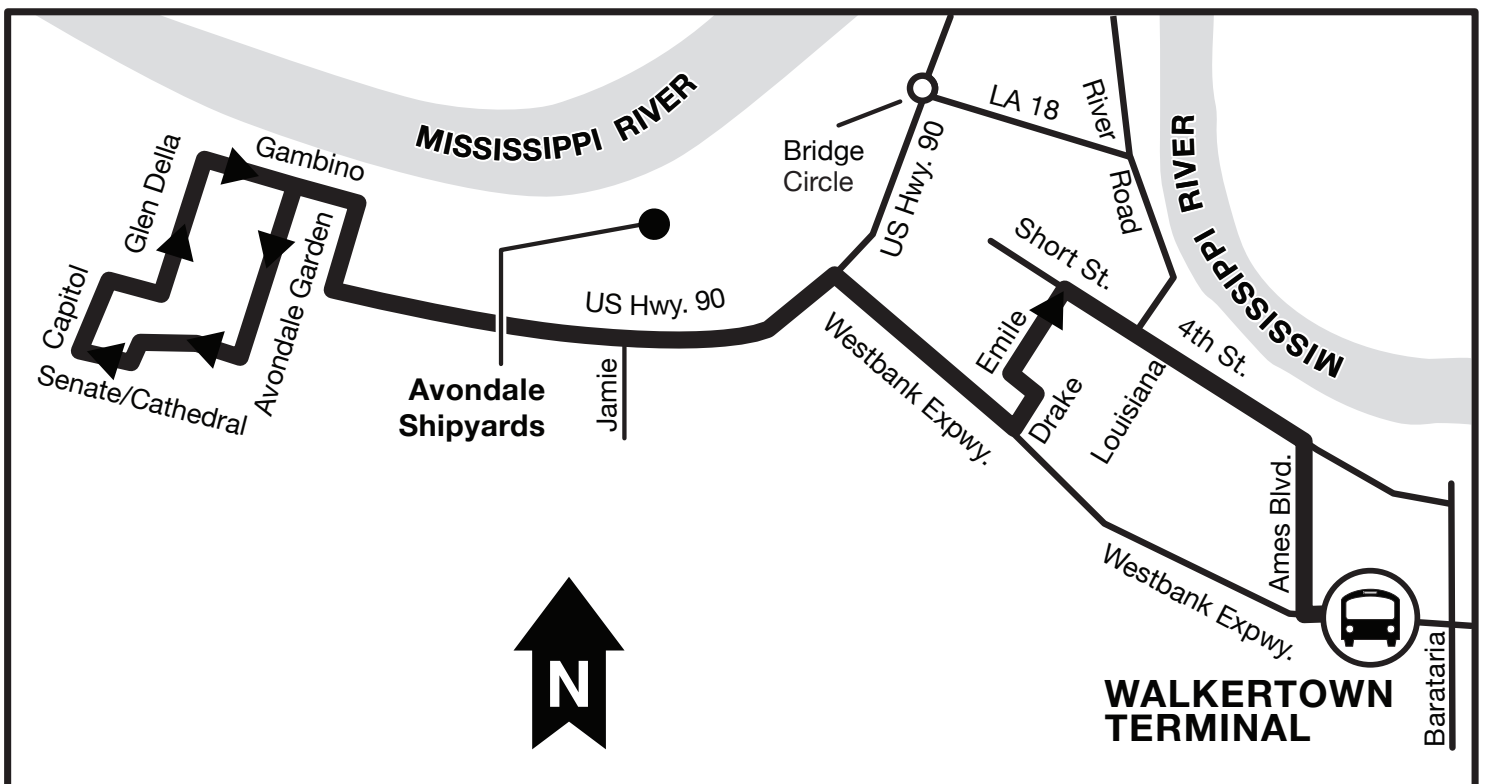 MISSISSIPPI RIVER
LA 18
River
Road
MISSISSIPPI RIVER
Bridge
Circle
US Hwy. 90
Gambino
Glen Della
Capitol
Avondale Garden
Senate/Cathedral
US Hwy. 90
Avondale
Shipyards
Jamie
Short St.
4th St.
Emile
Drake
Louisiana
Westbank Expwy.
Ames Blvd.
Westbank Expwy.
N
WALKERTOWN
TERMINAL
Barataria